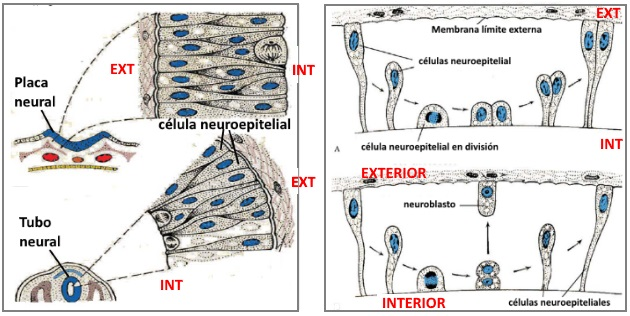 EXT
INT
Placa
neural
célula neuroepitelial
EXT
Tubo
neural
INT
EXT
Membrana límite externa
células neuroepitelial
célula neuroepitelial en división
A
INT
EXTERIOR
neuroblasto
INTERIOR
células neuroepiteliales